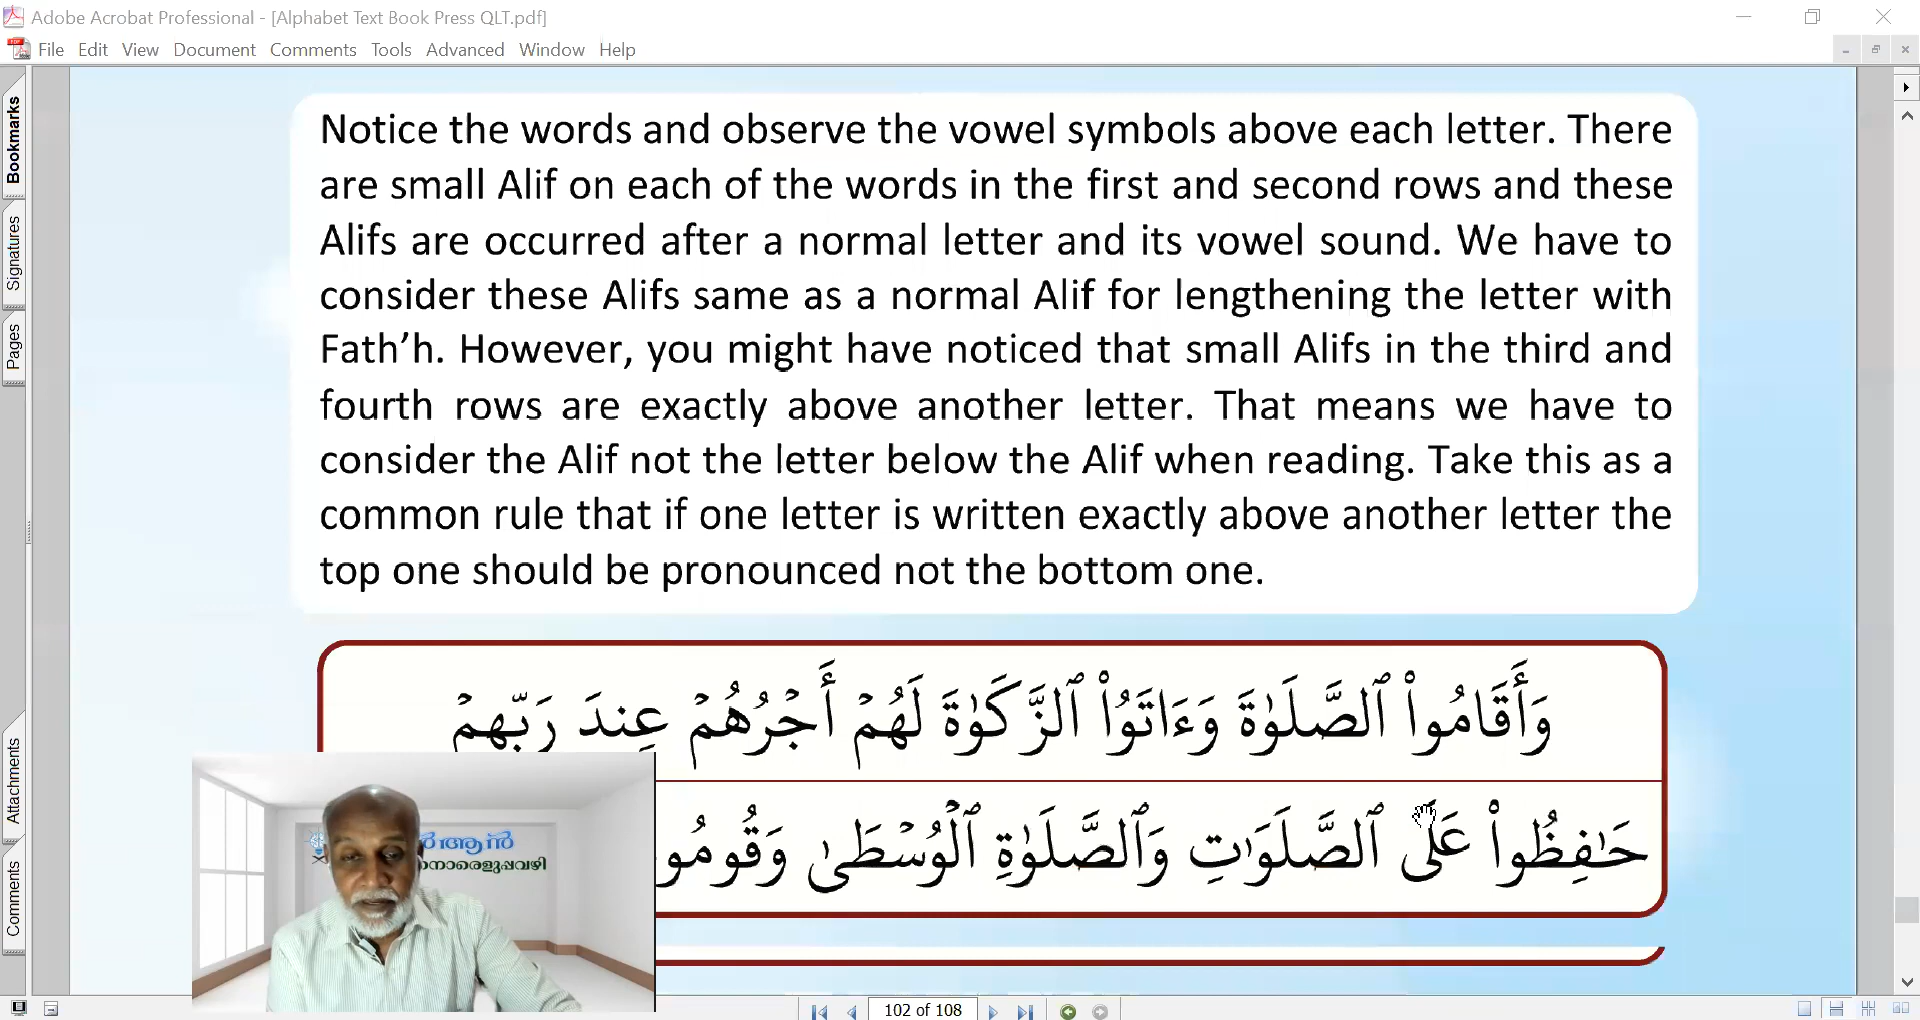 Adobe Acrobat Professional - [Alphabet Text Book Press QLT.pdf]
File Edit View Document Comments Tools Advanced Window Help
Bookmarks
Signatures
Pages
Attachments
Comments
Notice the words and observe the vowel symbols above each letter. There
are small Alif on each of the words in the first and second rows and these
Alifs are occurred after a normal letter and its vowel sound. We have to
consider these Alifs same as a normal Alif for lengthening the letter with
Fath’h. However, you might have noticed that small Alifs in the third and
fourth rows are exactly above another letter. That means we have to
consider the Alif not the letter below the Alif when reading. Take this as a
common rule that if one letter is written exactly above another letter the
top one should be pronounced not the bottom one.
وَأَقَامُواْ ٱلصَّلَوٰةَ وَءَاتَوُاْ ٱلزَّكَوٰةَ لَهُمۡ أَجۡرُهُمۡ عِندَ رَبِّهِمۡ
حَٰفِظُواْ عَلَى ٱلصَّلَوَٰتِ وَٱلصَّلَوٰةِ ٱلۡوُسۡطَىٰ وَقُومُو
ർആൻ
നൊരെളുപ്പവഴി
102 of 108